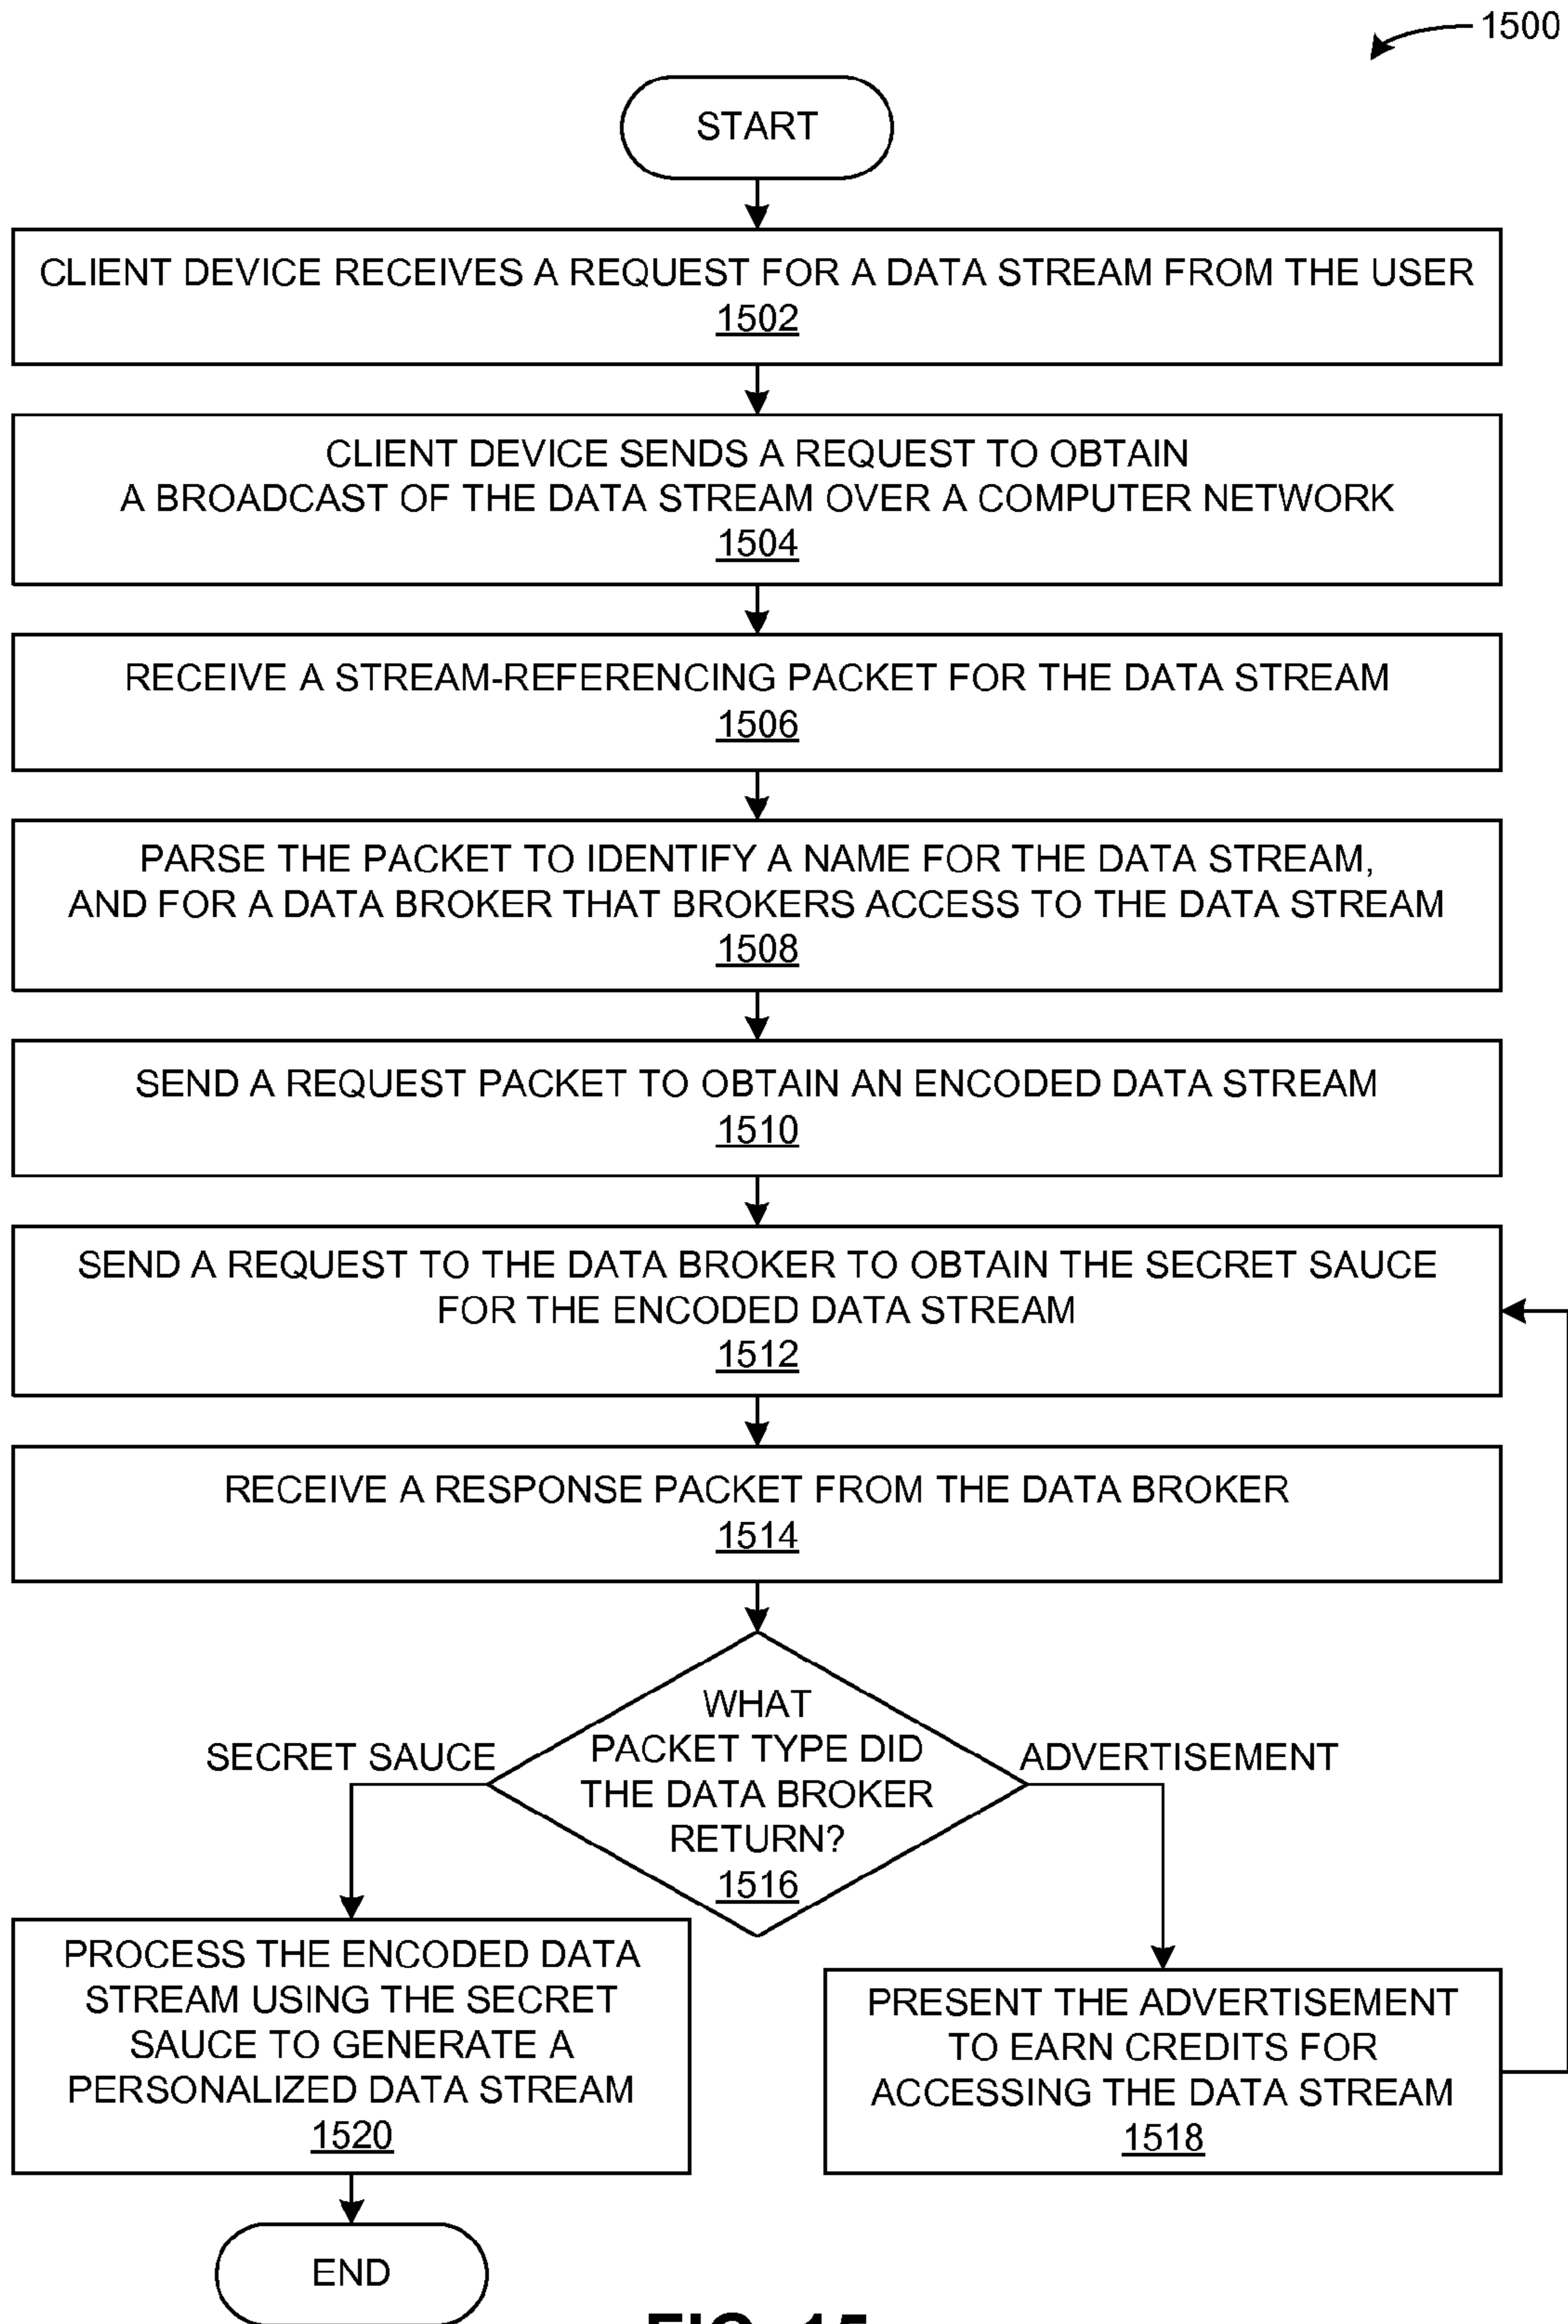 1500
START
CLIENT DEVICE RECEIVES A REQUEST FOR A DATA STREAM FROM THE USER
1502
CLIENT DEVICE SENDS A REQUEST TO OBTAIN
A BROADCAST OF THE DATA STREAM OVER A COMPUTER NETWORK
1504
RECEIVE A STREAM-REFERENCING PACKET FOR THE DATA STREAM
1506
PARSE THE PACKET TO IDENTIFY A NAME FOR THE DATA STREAM,
AND FOR A DATA BROKER THAT BROKERS ACCESS TO THE DATA STREAM
1508
SEND A REQUEST PACKET TO OBTAIN AN ENCODED DATA STREAM
1510
SEND A REQUEST TO THE DATA BROKER TO OBTAIN THE SECRET SAUCE
FOR THE ENCODED DATA STREAM
1512
RECEIVE A RESPONSE PACKET FROM THE DATA BROKER
1514
WHAT
PACKET TYPE DID
THE DATA BROKER
RETURN?
1516
SECRET SAUCE
ADVERTISEMENT
PROCESS THE ENCODED DATA
STREAM USING THE SECRET
SAUCE TO GENERATE A
PERSONALIZED DATA STREAM
1520
PRESENT THE ADVERTISEMENT
TO EARN CREDITS FOR
ACCESSING THE DATA STREAM
1518
END
FIG. 15